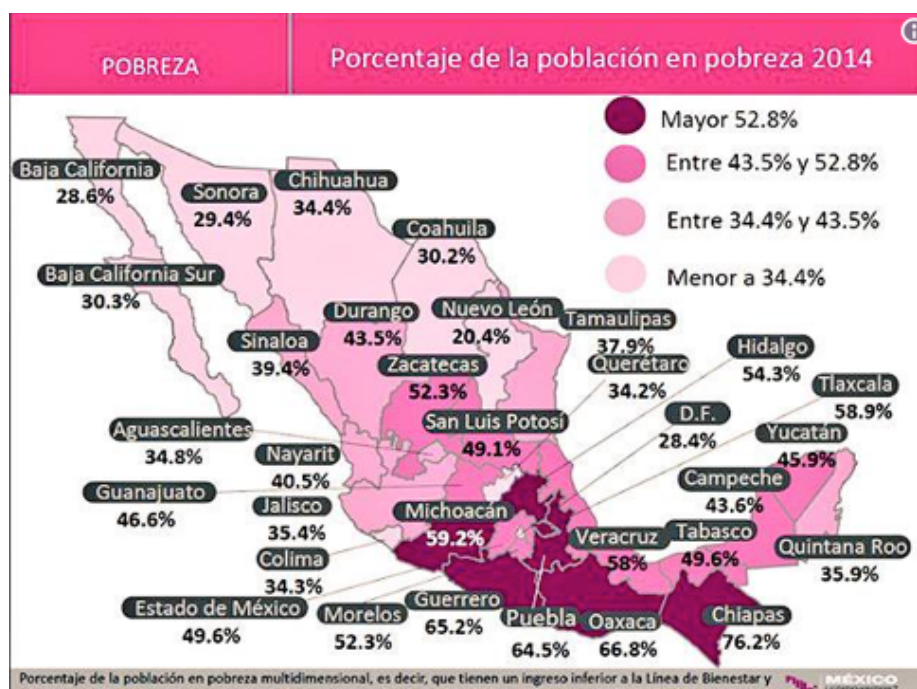 POBREZA
Porcentaje de la población en pobreza 2014
Mayor 52.8%
Entre 43.5% y 52.8%
Entre 34.4% y 43.5%
Menor a 34.4%
Baja California
28.6%
Sonora
29.4%
Chihuahua
34.4%
Coahuila
30.2%
Baja California Sur
30.3%
Sinaloa
39.4%
Durango
43.5%
Nuevo León
20.4%
Tamaulipas
37.9%
Zacatecas
52.3%
Querétaro
34.2%
Hidalgo
54.3%
Tlaxcala
58.9%
Aguascalientes
34.8%
San Luis Potosí
49.1%
D.F.
28.4%
Yucatán
45.9%
Nayarit
40.5%
Guanajuato
46.6%
Campeche
43.6%
Jalisco
35.4%
Michoacán
59.2%
Veracruz
58%
Tabasco
49.6%
Quintana Roo
35.9%
Colima
34.3%
Estado de México
49.6%
Morelos
52.3%
Guerrero
65.2%
Puebla
64.5%
Oaxaca
66.8%
Chiapas
76.2%
Porcentaje de la población en pobreza multidimensional, es decir, que tienen un ingreso inferior a la Línea de Bienestar y
MÉXICO